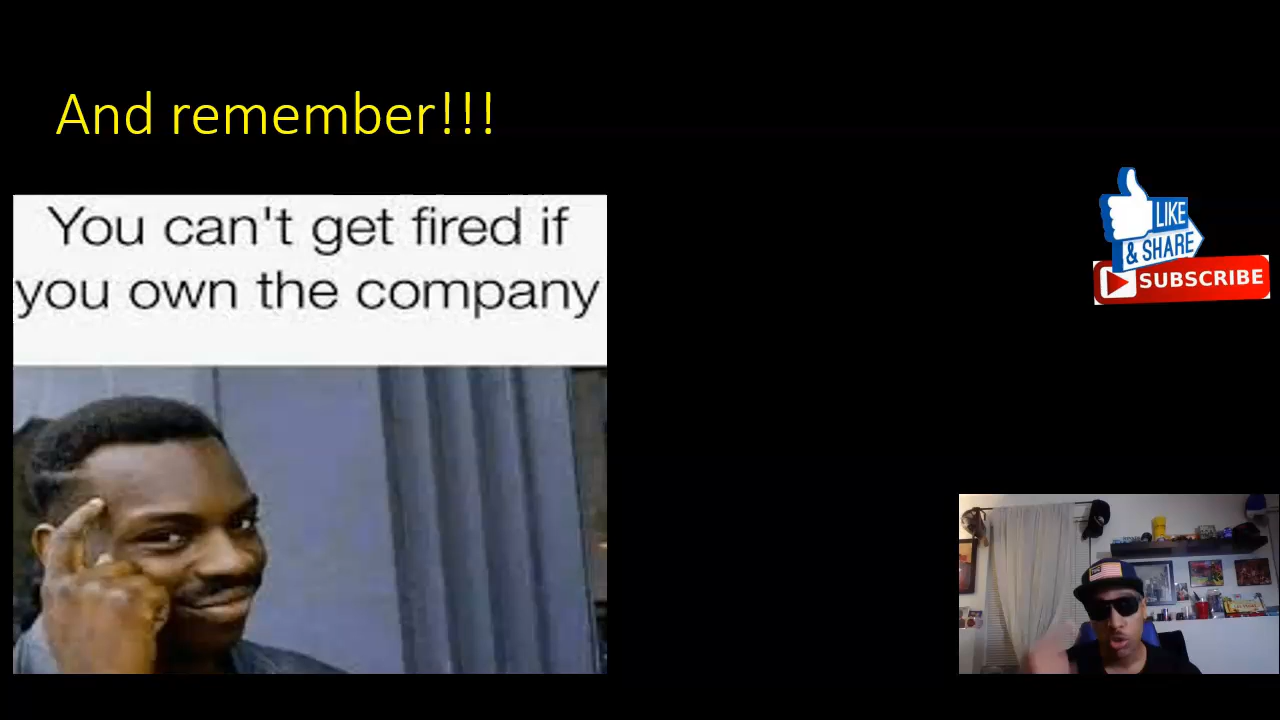 And remember!!!
You can't get fired if
you own the company
LIKE
& SHARE
SUBSCRIBE